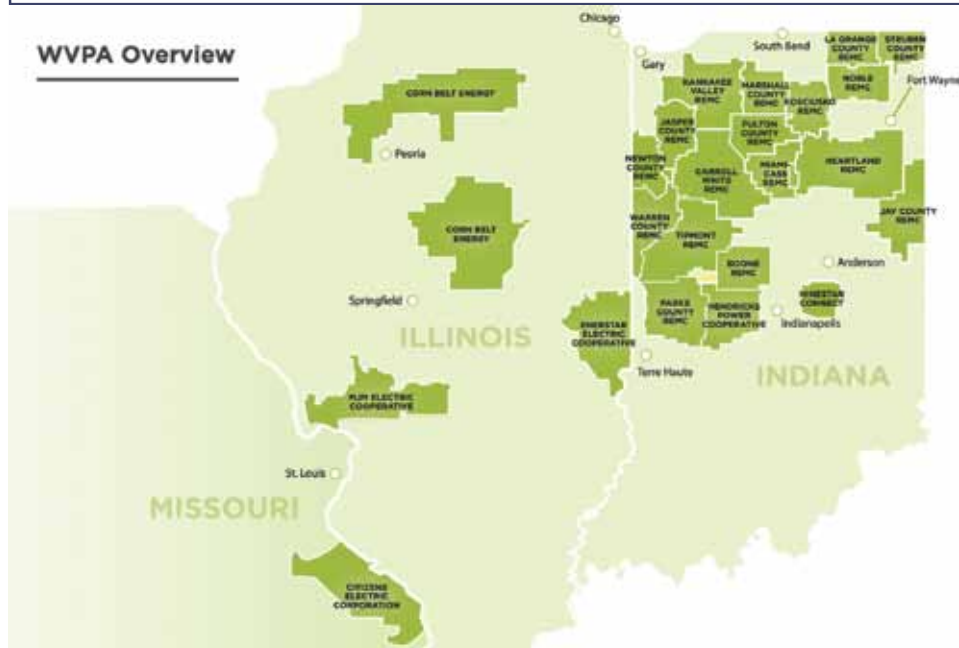 WVPA Overview
Chicago
South Bend
Gary
Fort Wayne
LA GRANGE
COUNTY
REMC
STEUBEN
COUNTY
REMC
NOBLE
REMC
KANKAKEE
VALLEY
REMC
MARSHALL
COUNTY
REMC
KOSCIUSKO
REMC
JASPER
COUNTY
REMC
FULTON
COUNTY
REMC
NEWTON
COUNTY
REMC
CARROLL
WHITE
REMC
MIAMI-
CASS
REMC
HEARTLAND
REMC
JAY COUNTY
REMC
WARREN
COUNTY
REMC
TIPMONT
REMC
BOONE
REMC
Anderson
PARKE
COUNTY
REMC
HENDRICKS
POWER
COOPERATIVE
NINESTAR
CONNECT
Indianapolis
Terre Haute
INDIANA
CORN BELT ENERGY
Peoria
CORN BELT
ENERGY
Springfield
ILLINOIS
ENERSTAR
ELECTRIC
COOPERATIVE
MJM ELECTRIC
COOPERATIVE
St. Louis
MISSOURI
CITIZENS
ELECTRIC
CORPORATION